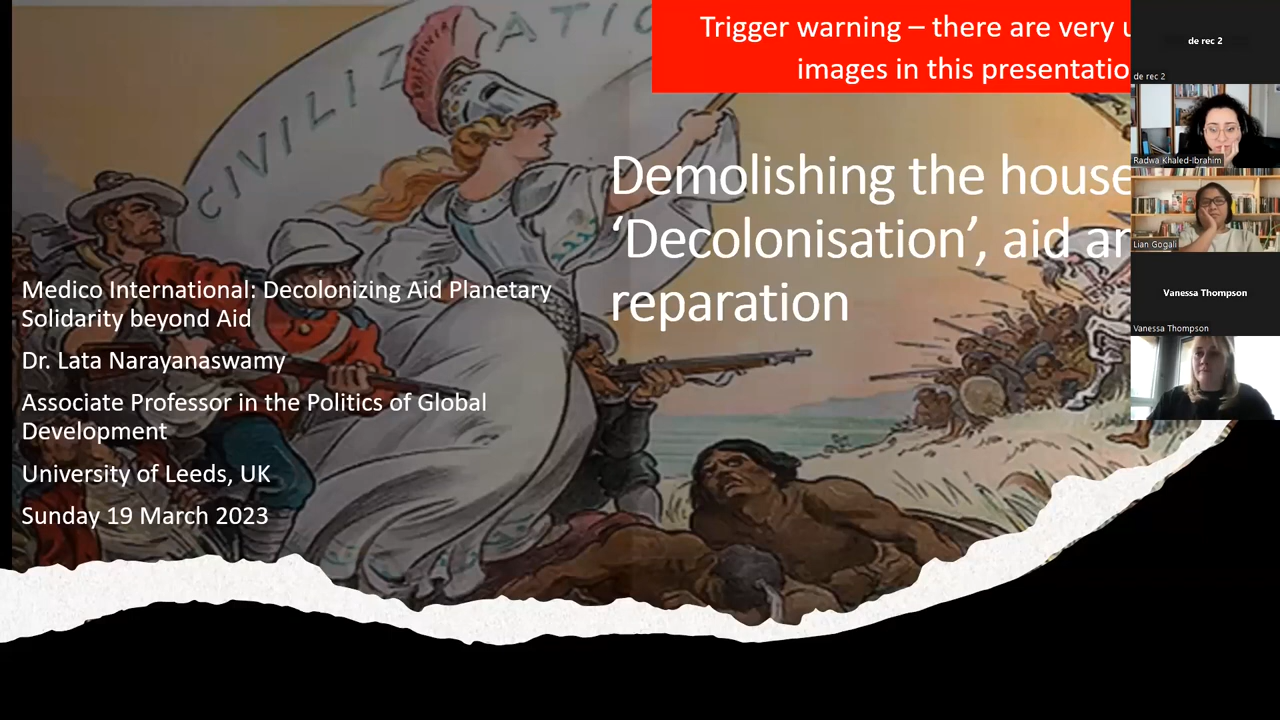 CIVILIZATIO
Trigger warning – there are very
images in this presentatio
Demolishing the house
‘Decolonisation’, aid
reparation
Medico International: Decolonizing Aid Planetary
Solidarity beyond Aid
Dr. Lata Narayanaswamy
Associate Professor in the Politics of Global
Development
University of Leeds, UK
Sunday 19 March 2023
de rec 2
de rec 2
Radwa Khaled-Ibrahim
Lian Gogali
Vanessa Thompson
Vanessa Thompson